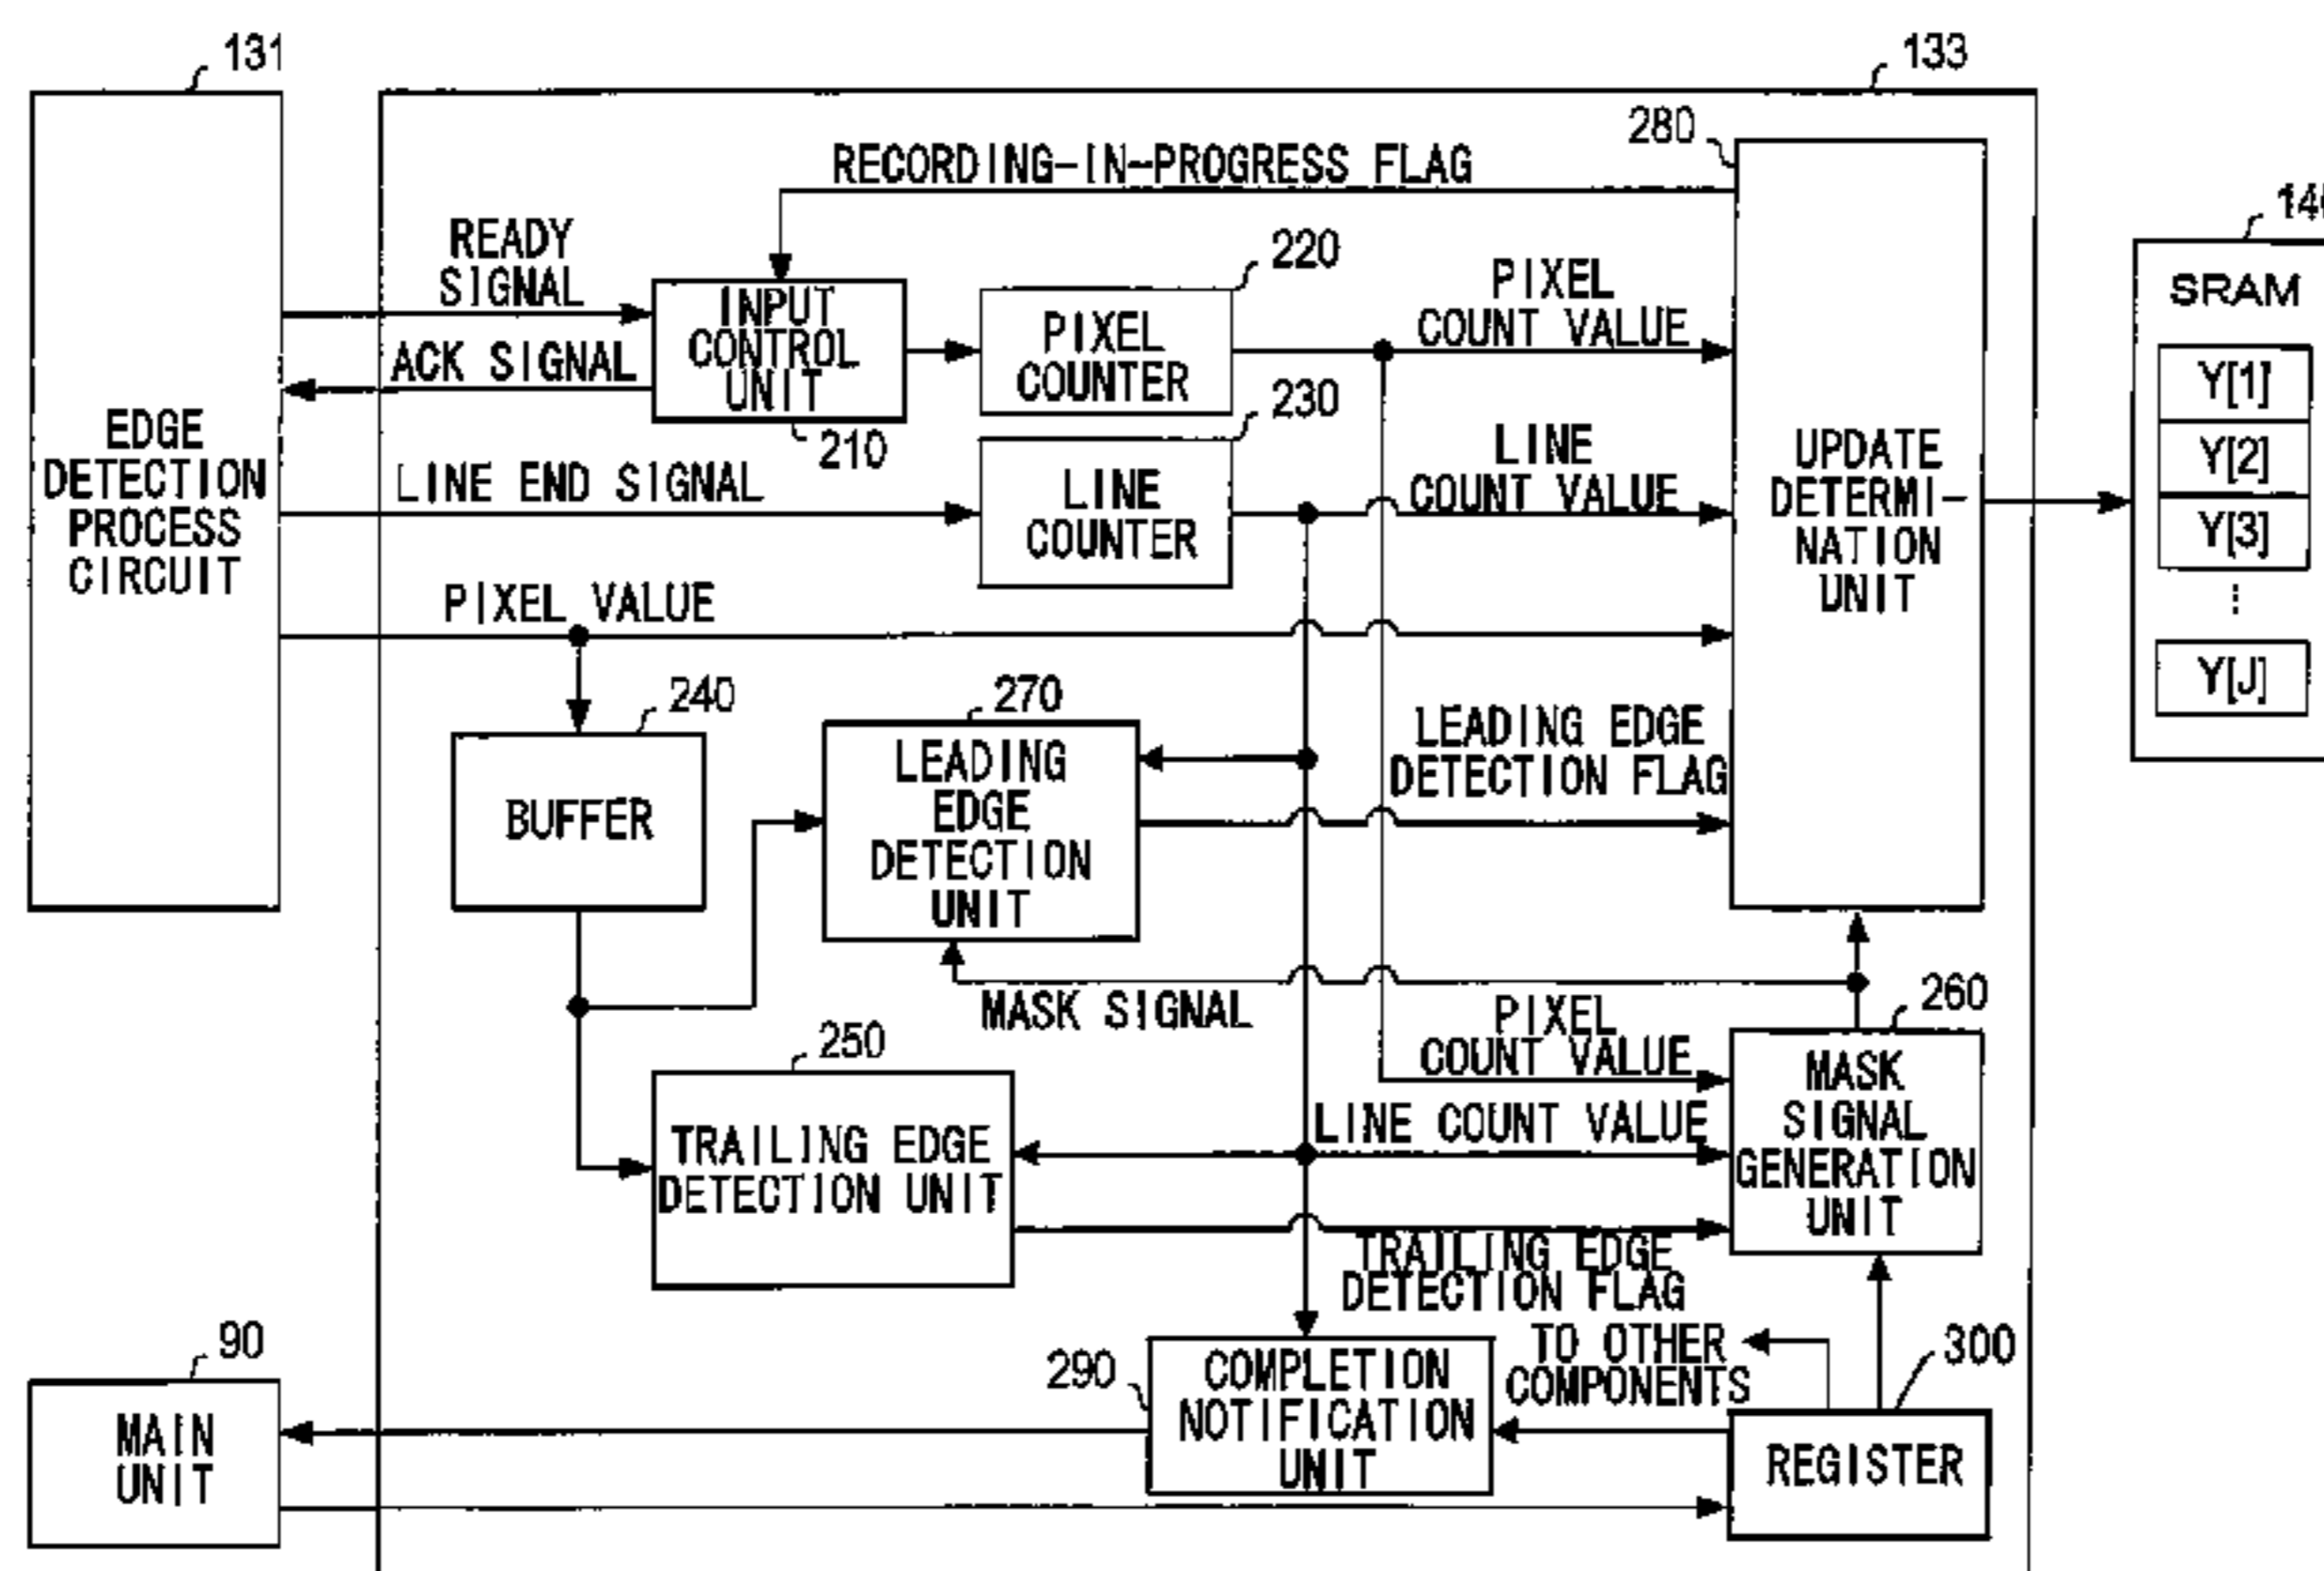 131
133
280
RECORDING-IN-PROGRESS FLAG
READY
SIGNAL
ACK SIGNAL
INPUT
CONTROL
UNIT
210
220
PIXEL
COUNTER
PIXEL
COUNT VALUE
SRAM
Y[1]
Y[2]
Y[3]
⋮
Y[J]
EDGE
DETECTION
PROCESS
CIRCUIT
LINE END SIGNAL
230
LINE
COUNTER
LINE
COUNT VALUE
UPDATE
DETERMI-
NATION
UNIT
PIXEL VALUE
240
BUFFER
270
LEADING
EDGE
DETECTION
UNIT
LEADING EDGE
DETECTION FLAG
MASK SIGNAL
250
TRAILING EDGE
DETECTION UNIT
PIXEL
COUNT VALUE
LINE COUNT VALUE
260
MASK
SIGNAL
GENERATION
UNIT
TRAILING EDGE
DETECTION FLAG
90
MAIN
UNIT
290
COMPLETION
NOTIFICATION
UNIT
TO OTHER
COMPONENTS
300
REGISTER